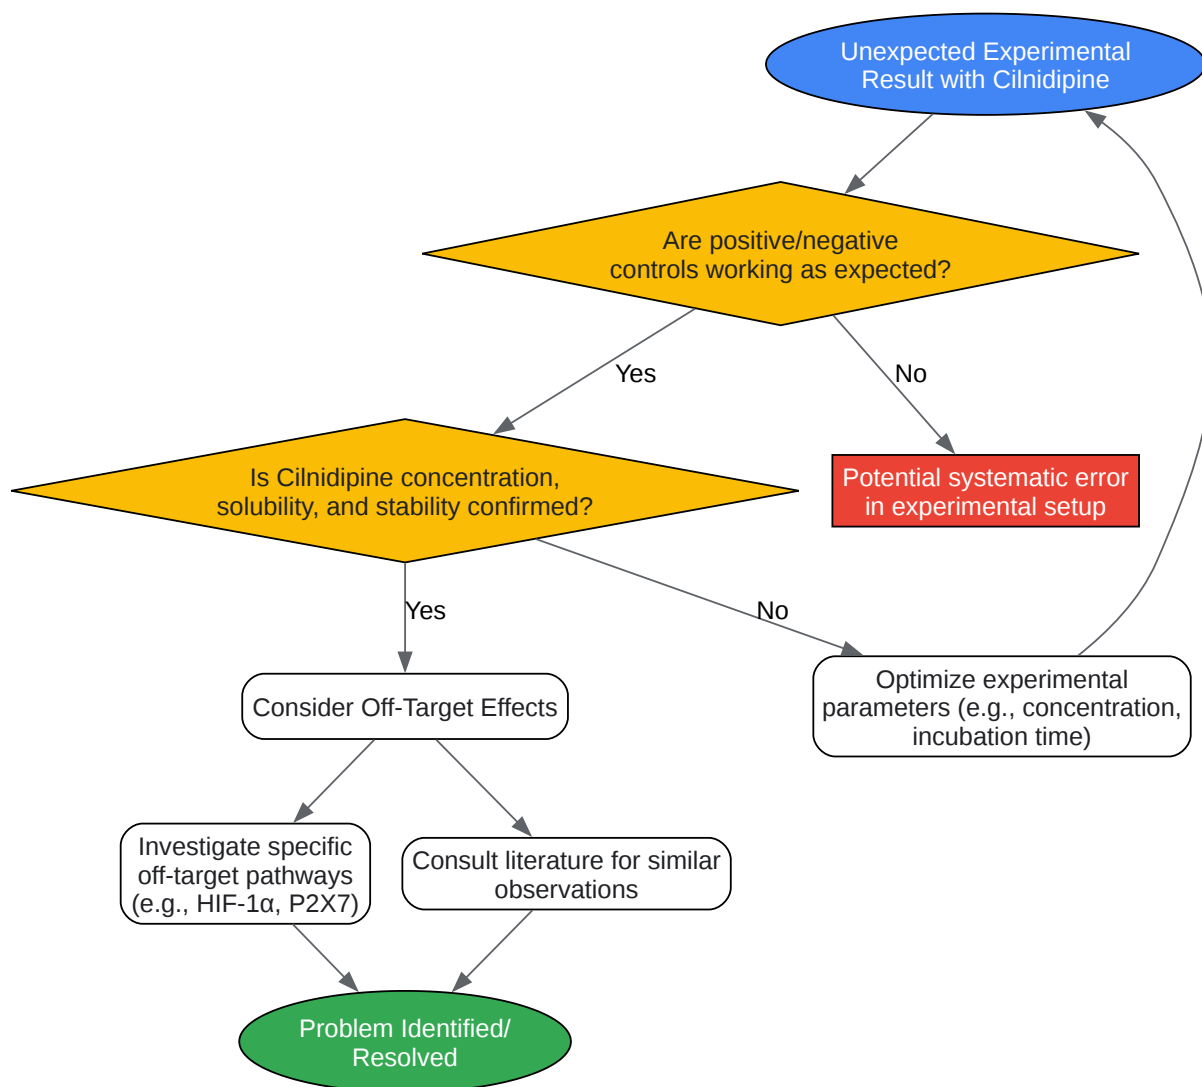 Unexpected Experimental
Result with Cilnidipine
Are positive/negative
controls working as expected?
Yes
No
Is Cilnidipine concentration,
solubility, and stability confirmed?
Potential systematic error
in experimental setup
Yes
No
Consider Off-Target Effects
Optimize experimental
parameters (e.g., concentration,
incubation time)
Investigate specific
off-target pathways
(e.g., HIF-1α, P2X7)
Consult literature for similar
observations
Problem Identified/
Resolved